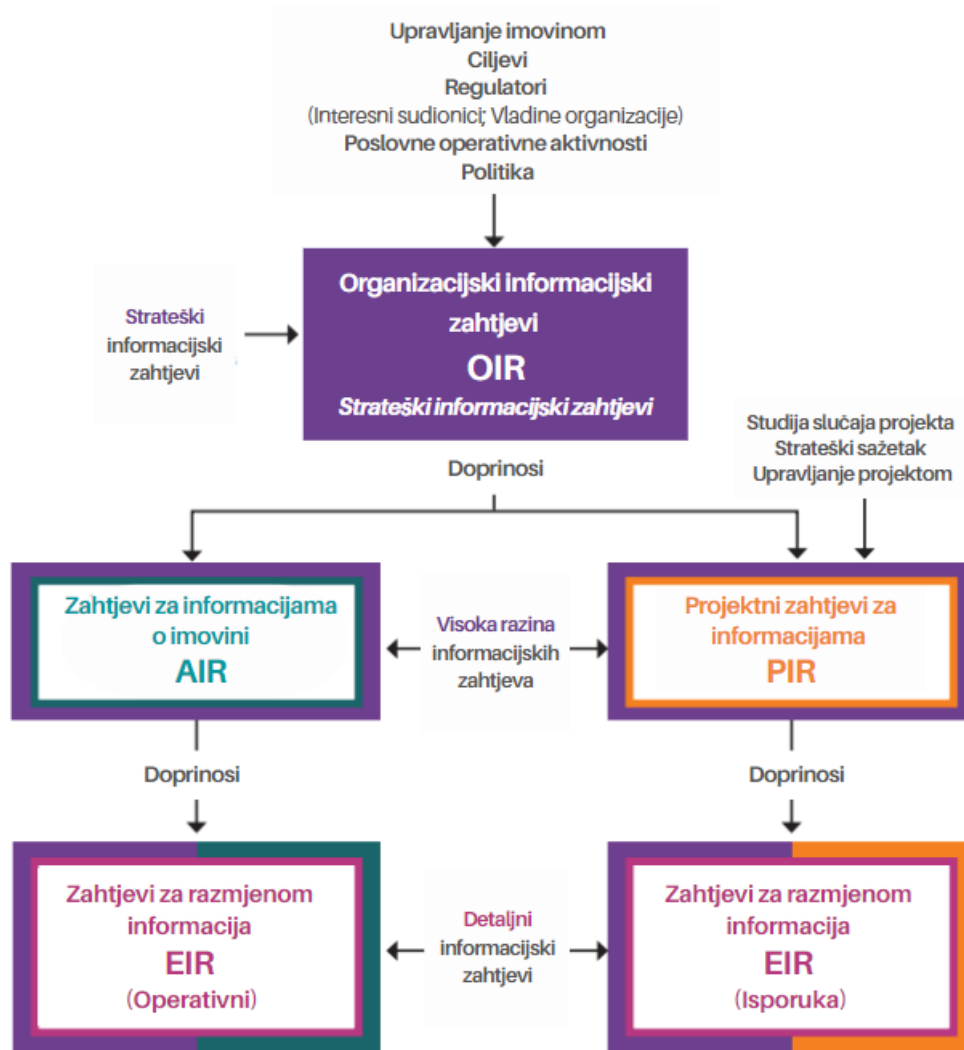 Upravljanje imovinom
Ciljevi
Regulatori
(Interesni sudionici; Vladine organizacije)
Poslovne operativne aktivnosti
Politika
Strateški
informacijski
zahtjevi
Organizacijski informacijski
zahtjevi
OIR
Strateški informacijski zahtjevi
Studija slučaja projekta
Strateški sažetak
Upravljanje projektom
Doprinosi
Zahtjevi za informacijama
o imovini
AIR
Visoka razina
informacijskih
zahtjeva
Projektni zahtjevi za
informacijama
PIR
Doprinosi
Doprinosi
Zahtjevi za razmjenom
informacija
EIR
(Operativni)
Detaljni
informacijski
zahtjevi
Zahtjevi za razmjenom
informacija
EIR
(Isporuka)